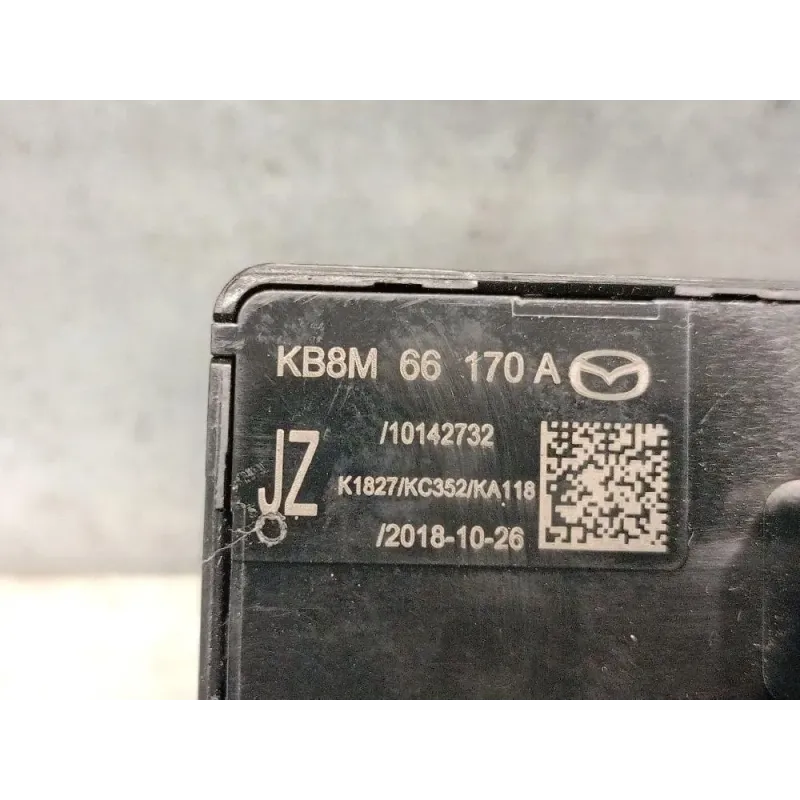 KB8M 66 170 A
/10142732
JZ
K1827/KC352/KA118
/2018-10-26